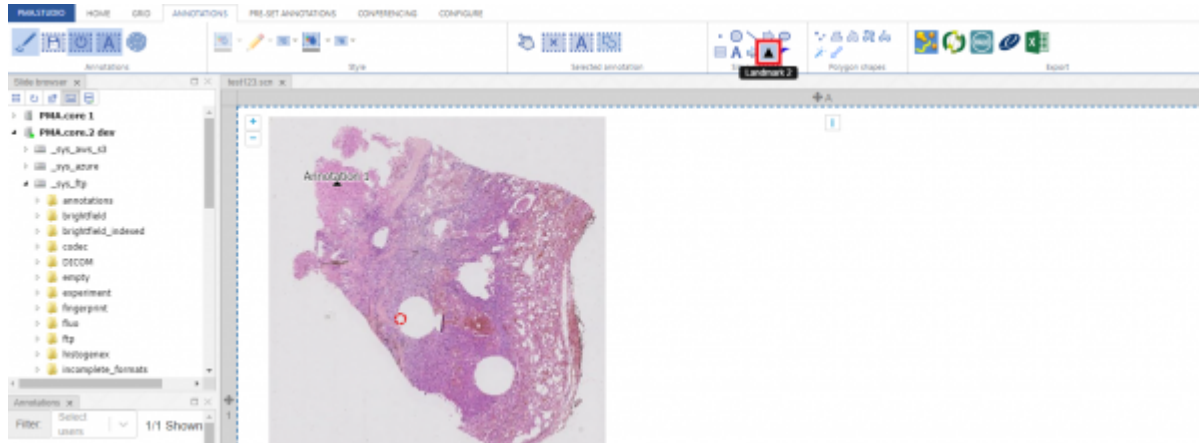 PMA.STUDIO HOME GRID ANNOTATIONS PRE-SET ANNOTATIONS CONFERENCING CONFIGURE
Annotations Style Selected annotation Polygon shapes Export
Landmark 2
Slide browser test123.scn
A
PMA.core 1
PMA.core.2 dev
_sys_aws_s3
_sys_azure
_sys_ftp
annotations
brightfield
brightfield_indexed
codec
DICOM
empty
experiment
fingerprint
fluo
ftp
histogenex
incomplete_formats
Annotation 1
Annotations
1
Filter: Select users 1/1 Shown